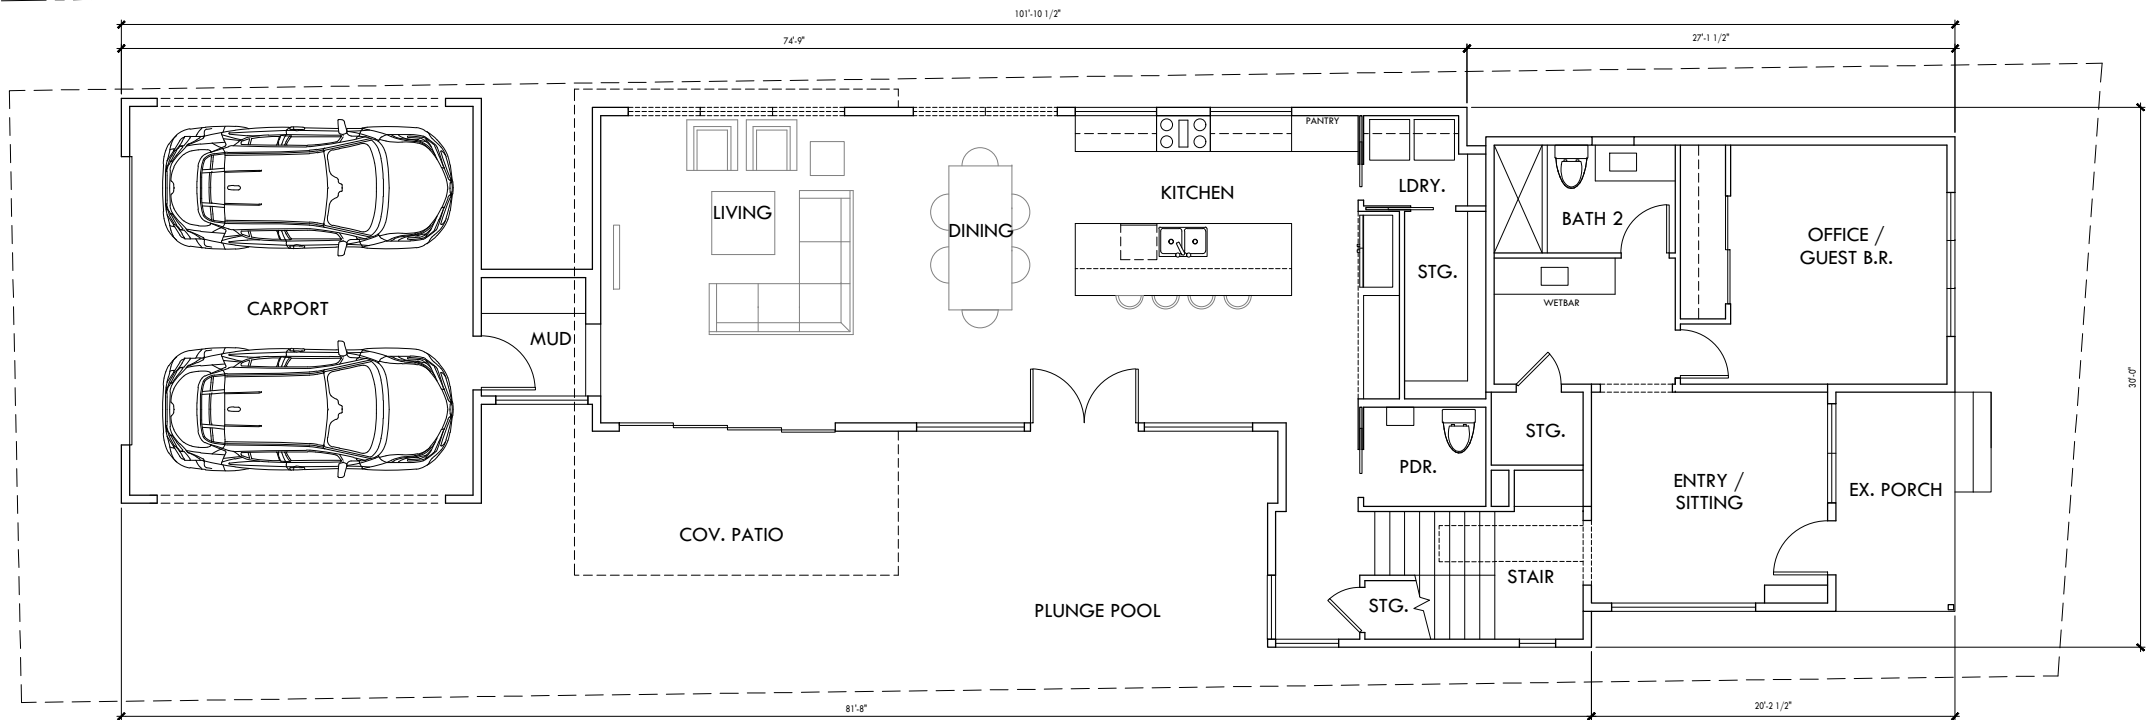 101'-10 1/2"
74'-9"
27'-1 1/2"
PANTRY
KITCHEN
LDRY.
LIVING
BATH 2
DINING
OFFICE /
GUEST B.R.
STG.
CARPORT
WETBAR
MUD
30'-0"
STG.
PDR.
ENTRY /
SITTING
EX. PORCH
COV. PATIO
STAIR
STG.
PLUNGE POOL
81'-8"
20'-2 1/2"